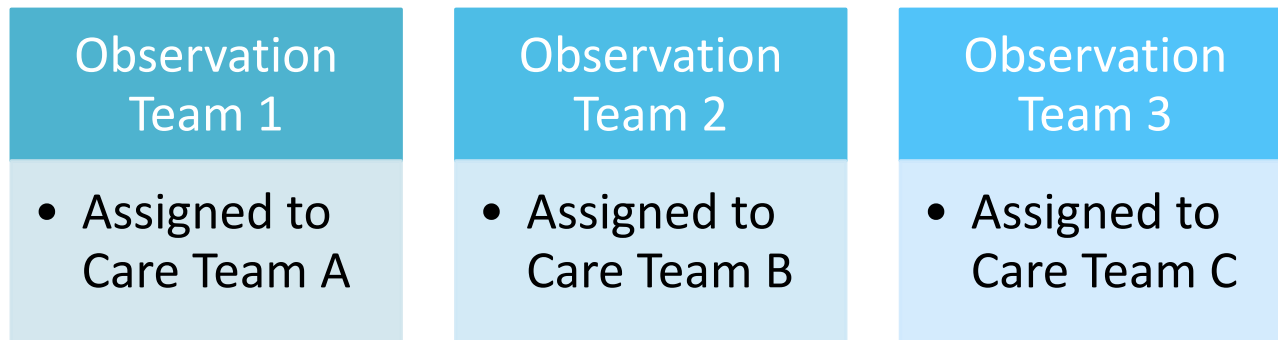 Observation
Team 1
• Assigned to
Care Team A
Observation
Team 2
• Assigned to
Care Team B
Observation
Team 3
• Assigned to
Care Team C